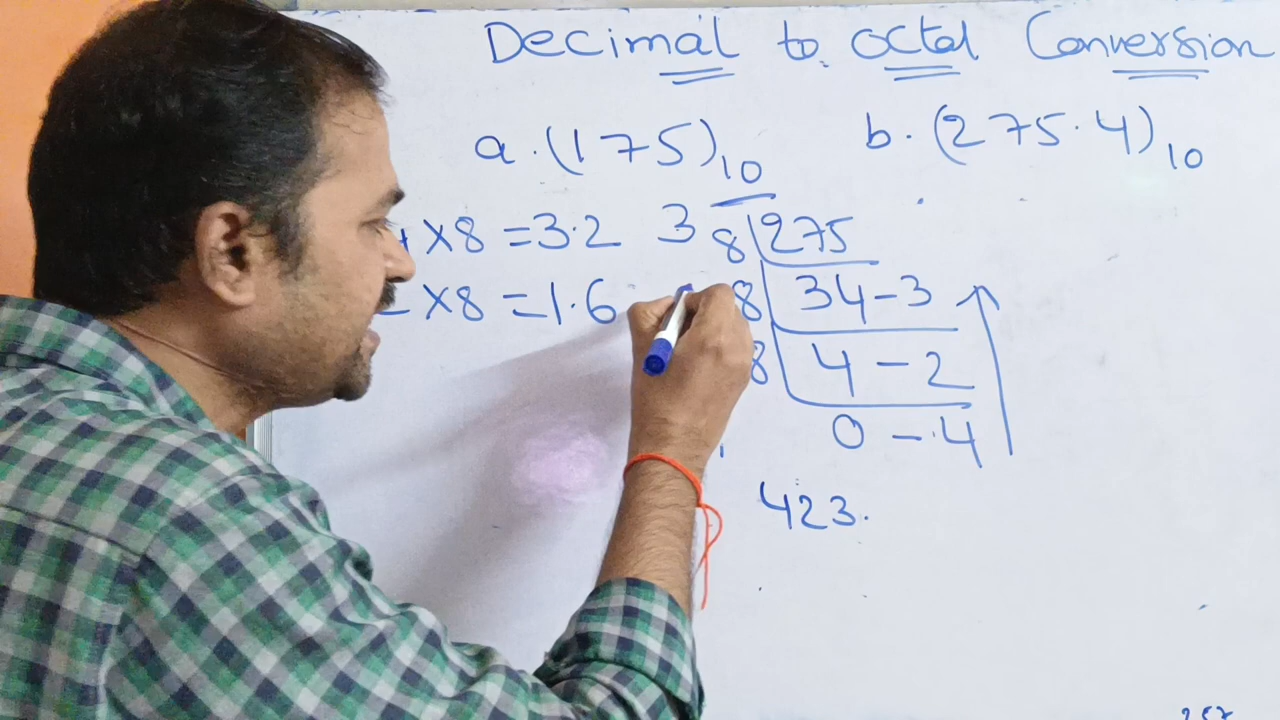 Decimal to octal Conversion
a. (175)10
b. (275.4)10
×8 = 3.2 3
×8 = 1.6
8 275
8 34 - 3
8 4 - 2
0 - 4
423.